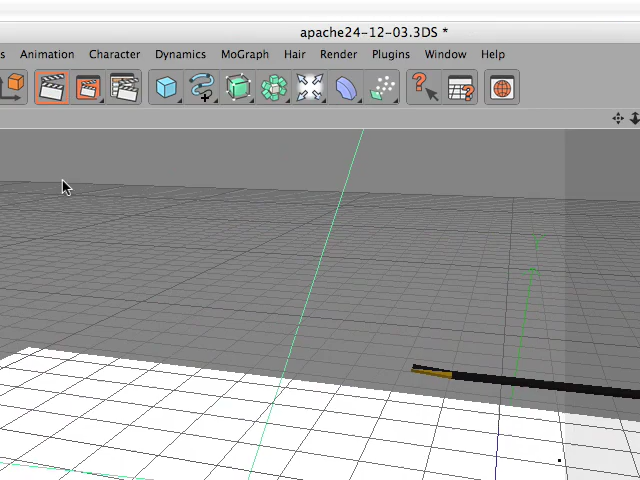 apache24-12-03.3DS *
s Animation Character Dynamics MoGraph Hair Render Plugins Window Help